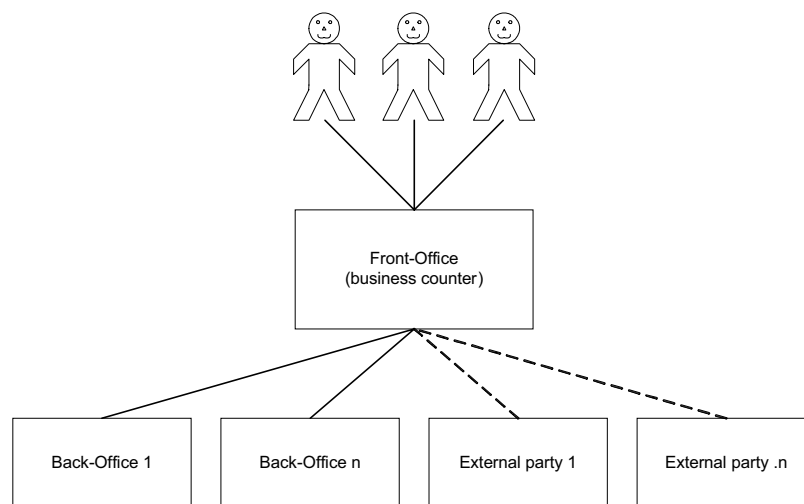 Front-Office
(business counter)
Back-Office 1
Back-Office n
External party 1
External party .n